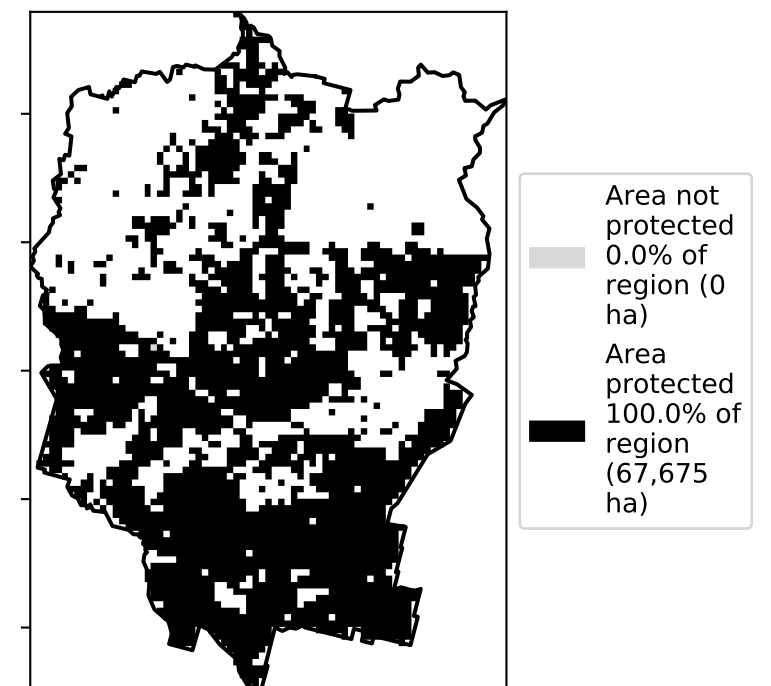 Area not
protected
0.0% of
region (0
ha)
Area
protected
100.0% of
region
(67,675
ha)